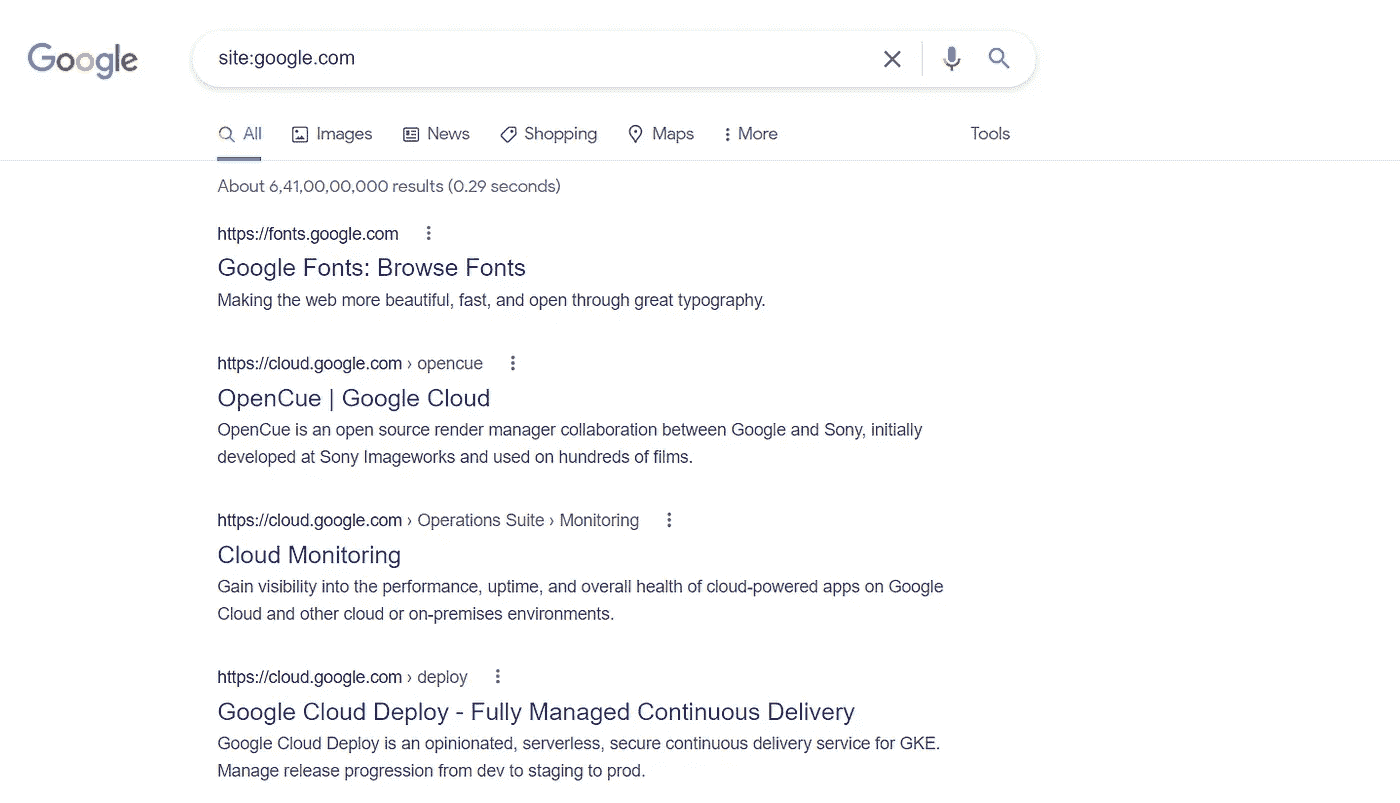 Google
site:google.com
All Images News Shopping Maps More Tools
About 6,41,00,00,000 results (0.29 seconds)
https://fonts.google.com
Google Fonts: Browse Fonts
Making the web more beautiful, fast, and open through great typography.
https://cloud.google.com › opencue
OpenCue | Google Cloud
OpenCue is an open source render manager collaboration between Google and Sony, initially
developed at Sony Imageworks and used on hundreds of films.
https://cloud.google.com › Operations Suite › Monitoring
Cloud Monitoring
Gain visibility into the performance, uptime, and overall health of cloud-powered apps on Google
Cloud and other cloud or on-premises environments.
https://cloud.google.com › deploy
Google Cloud Deploy - Fully Managed Continuous Delivery
Google Cloud Deploy is an opinionated, serverless, secure continuous delivery service for GKE.
Manage release progression from dev to staging to prod.